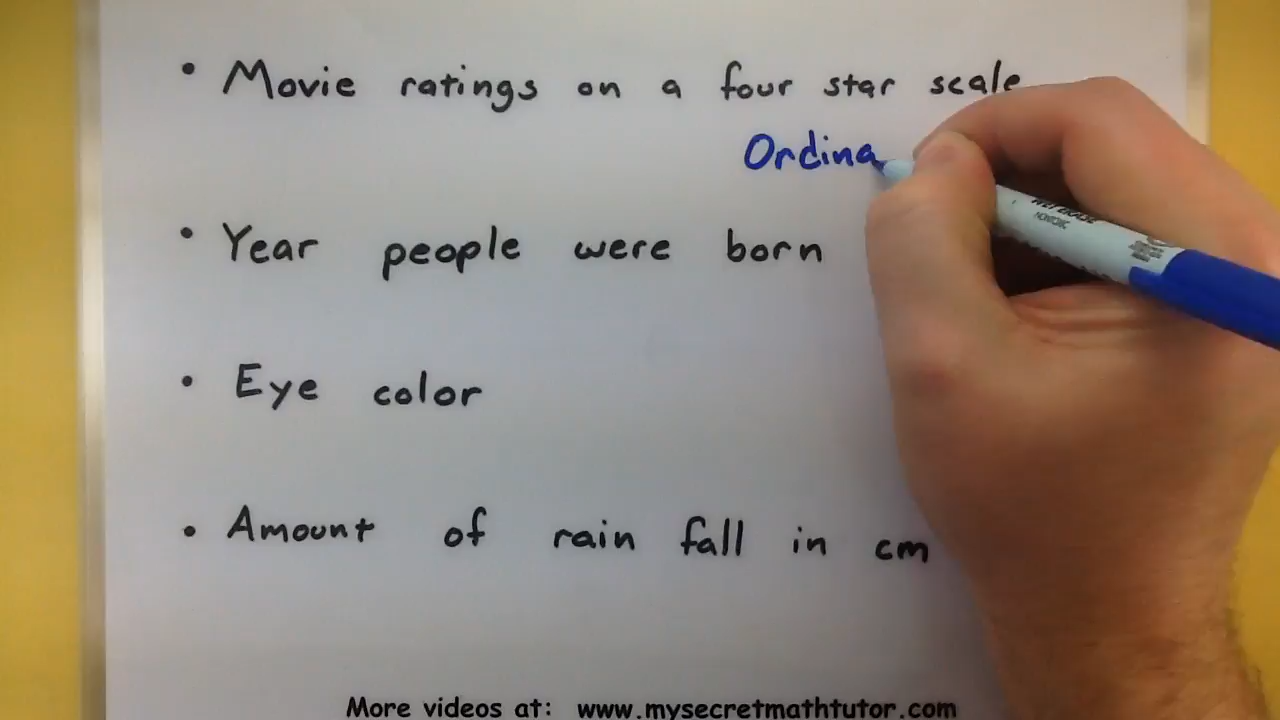 • Movie ratings on a four star scale
Ordina
• Year people were born
• Eye color
• Amount of rain fall in cm
More videos at: www.mysecretmathtutor.com